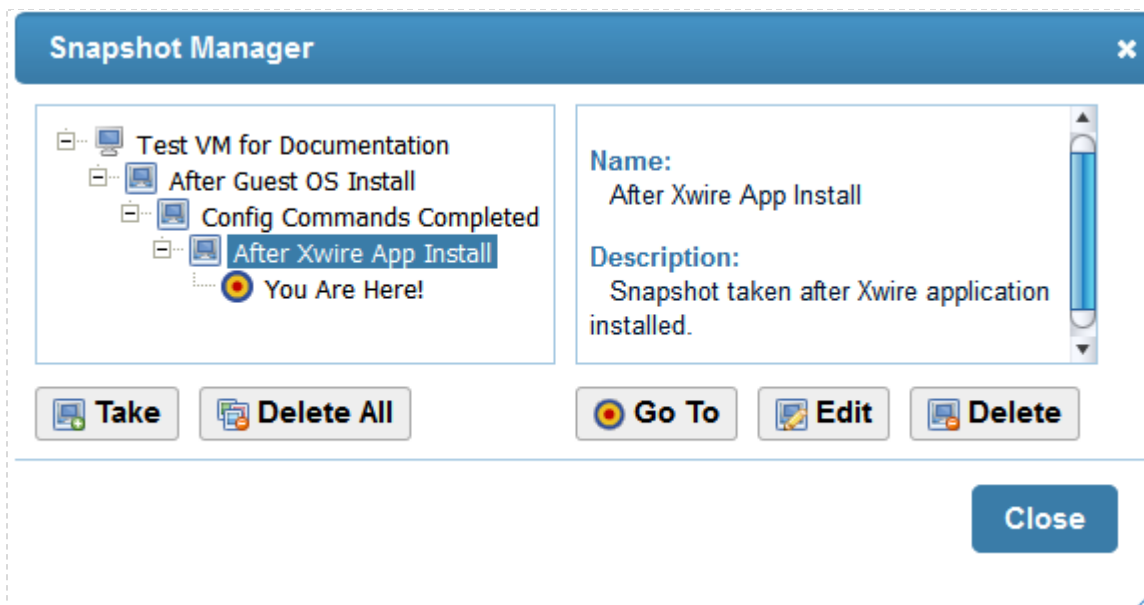 Snapshot Manager
Test VM for Documentation
After Guest OS Install
Config Commands Completed
After Xwire App Install
You Are Here!
Name:
After Xwire App Install
Description:
Snapshot taken after Xwire application
installed.
Take
Delete All
Go To
Edit
Delete
Close